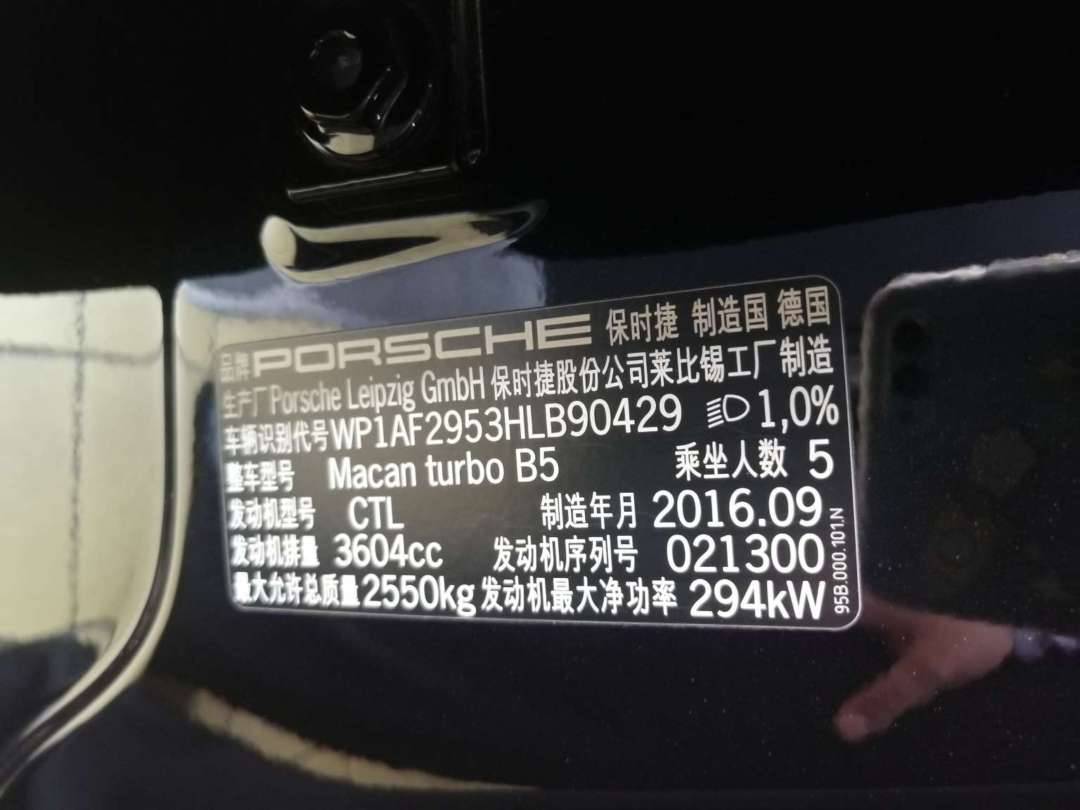 品牌 PORSCHE 保时捷 制造国 德国
生产厂 Porsche Leipzig GmbH 保时捷股份公司莱比锡工厂制造
车辆识别代号 WP1AF2953HLB90429 1,0%
整车型号 Macan turbo B5 乘坐人数 5
发动机型号 CTL 制造年月 2016.09
发动机排量 3604cc 发动机序列号 021300
最大允许总质量 2550kg 发动机最大净功率 294kW
95B.000.101.N